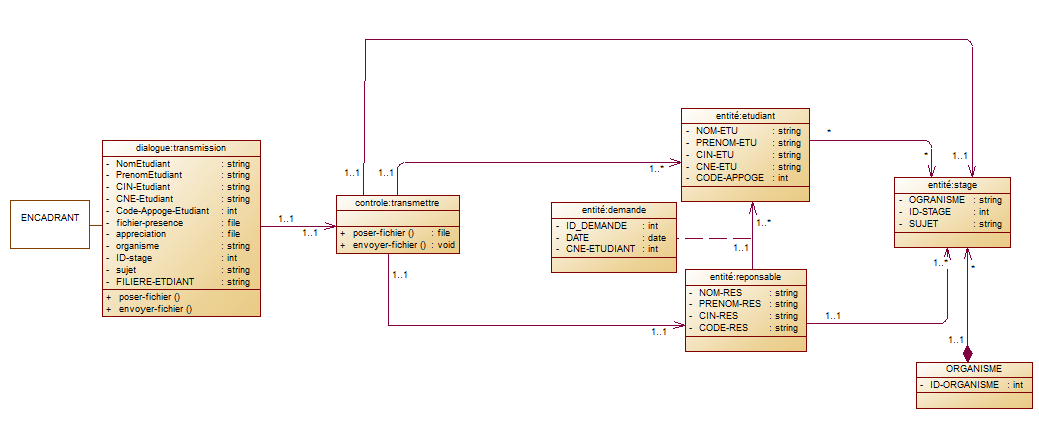 ENCADRANT
dialogue:transmission
- NomEtudiant : string
- PrenomEtudiant : string
- CIN-Etudiant : string
- CNE-Etudiant : string
- Code-Appoge-Etudiant : int
- fichier-presence : file
- appreciation : file
- organisme : string
- ID-stage : int
- sujet : string
- FILIERE-ETDIANT : string
+ poser-fichier ()
+ envoyer-fichier ()
1..1
1..1
controle:transmettre
+ poser-fichier () : file
+ envoyer-fichier () : void
1..1
1..1
1..1
entité:etudiant
- NOM-ETU : string
- PRENOM-ETU : string
- CIN-ETU : string
- CNE-ETU : string
- CODE-APPOGE : int
1..*
*
*
1..1
entité:stage
- OGRANISME : string
- ID-STAGE : int
- SUJET : string
entité:demande
- ID_DEMANDE : int
- DATE : date
- CNE-ETUDIANT : int
1..*
1..1
entité:reponsable
- NOM-RES : string
- PRENOM-RES : string
- CIN-RES : string
- CODE-RES : string
1..1
1..1
1..*
*
1..1
ORGANISME
- ID-ORGANISME : int